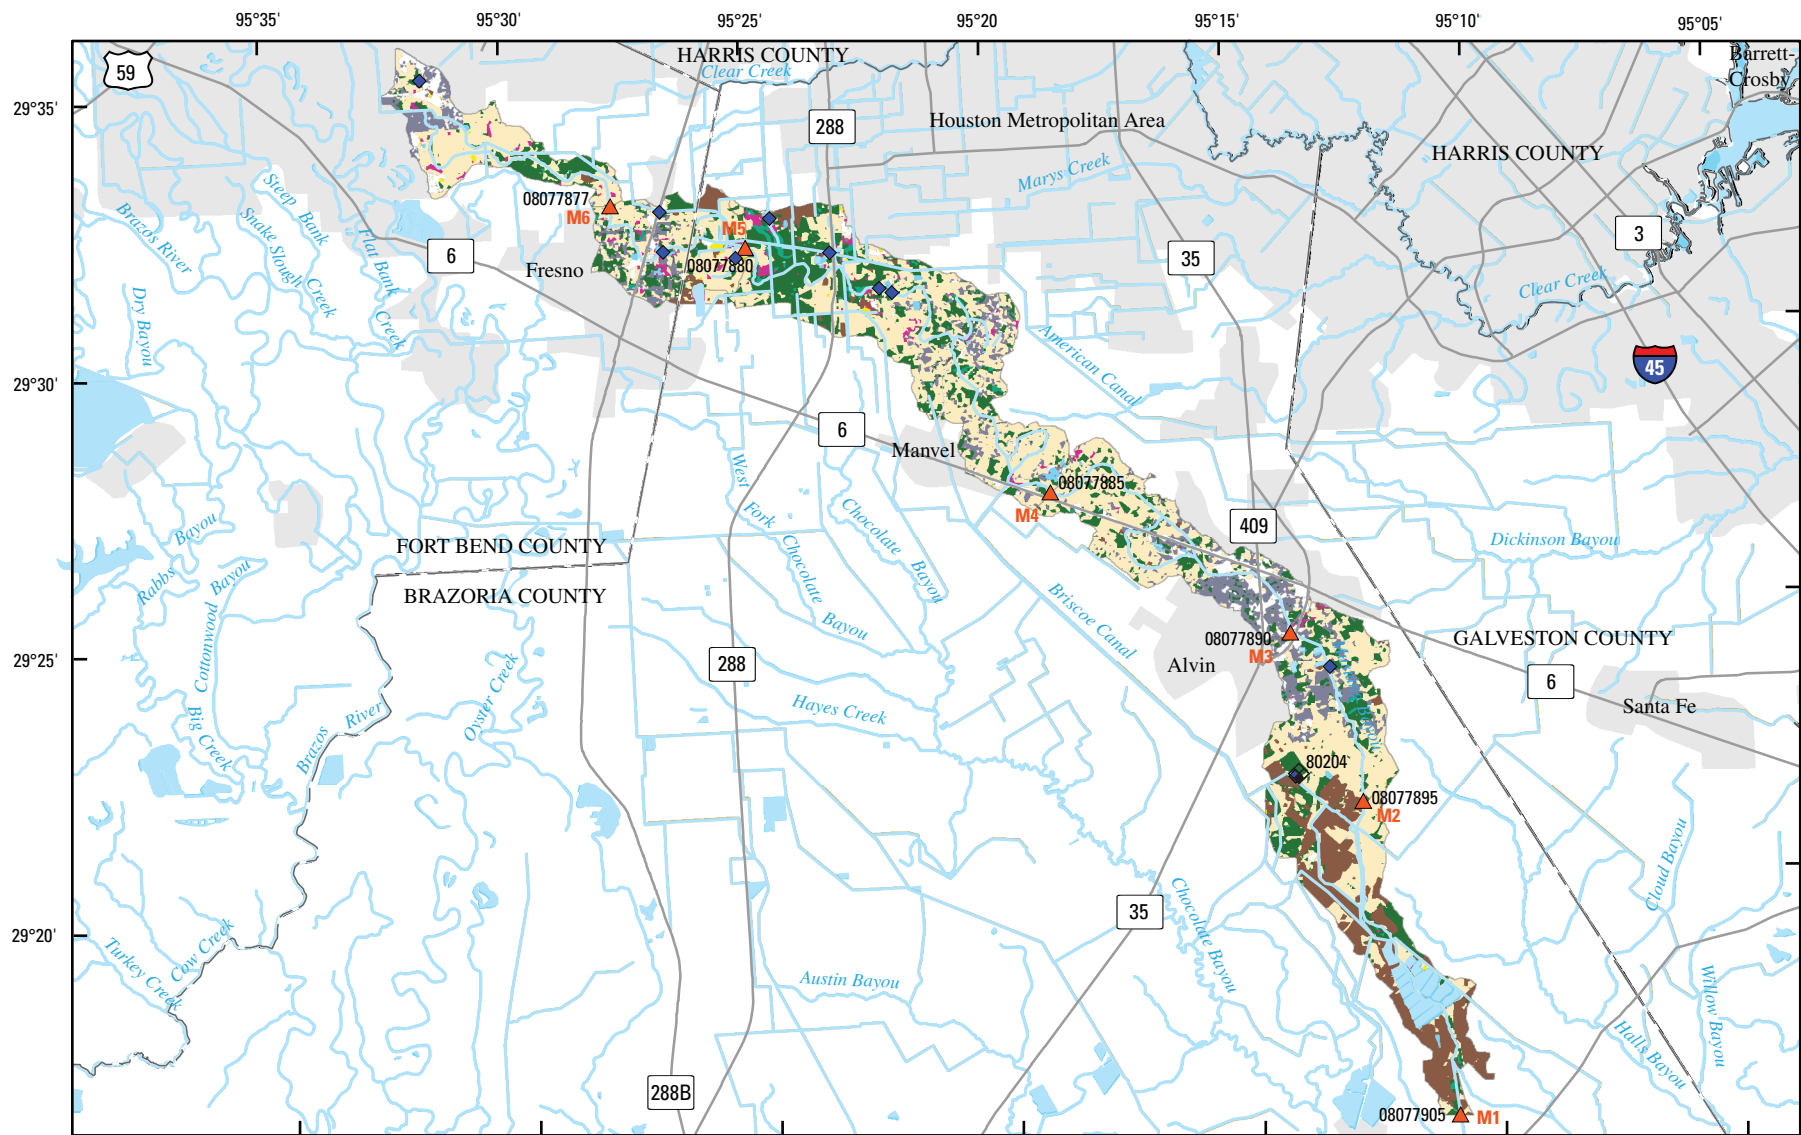 95°35'
95°30'
95°25'
95°20'
95°15'
95°10'
95°05'
29°35'
29°30'
29°25'
29°20'
59
HARRIS COUNTY
Clear Creek
288
Houston Metropolitan Area
Barrett-
Crosby
HARRIS COUNTY
Marys Creek
Steep Bank
Snake Slough
Creek
Flat Bank
Creek
Brazos River
Dry Bayou
6
08077877
M6
M5
08077880
Fresno
35
3
Clear Creek
45
American Canal
6
Manvel
08077885
M4
West
Fork
Chocolate
Bayou
Chocolate
Bayou
409
Dickinson Bayou
Rabbs
Bayou
FORT BEND COUNTY
BRAZORIA COUNTY
Cottonwood
Bayou
Big
Creek
Brazos
River
Oyster Creek
288
Briscoe Canal
Hayes Creek
08077890
M3
Alvin
GALVESTON COUNTY
6
Santa Fe
80204
08077895
M2
Cloud Bayou
35
Chocolate Bayou
Turkey Creek
Cow Creek
Austin Bayou
Willow Bayou
Halls Bayou
288B
08077905
M1